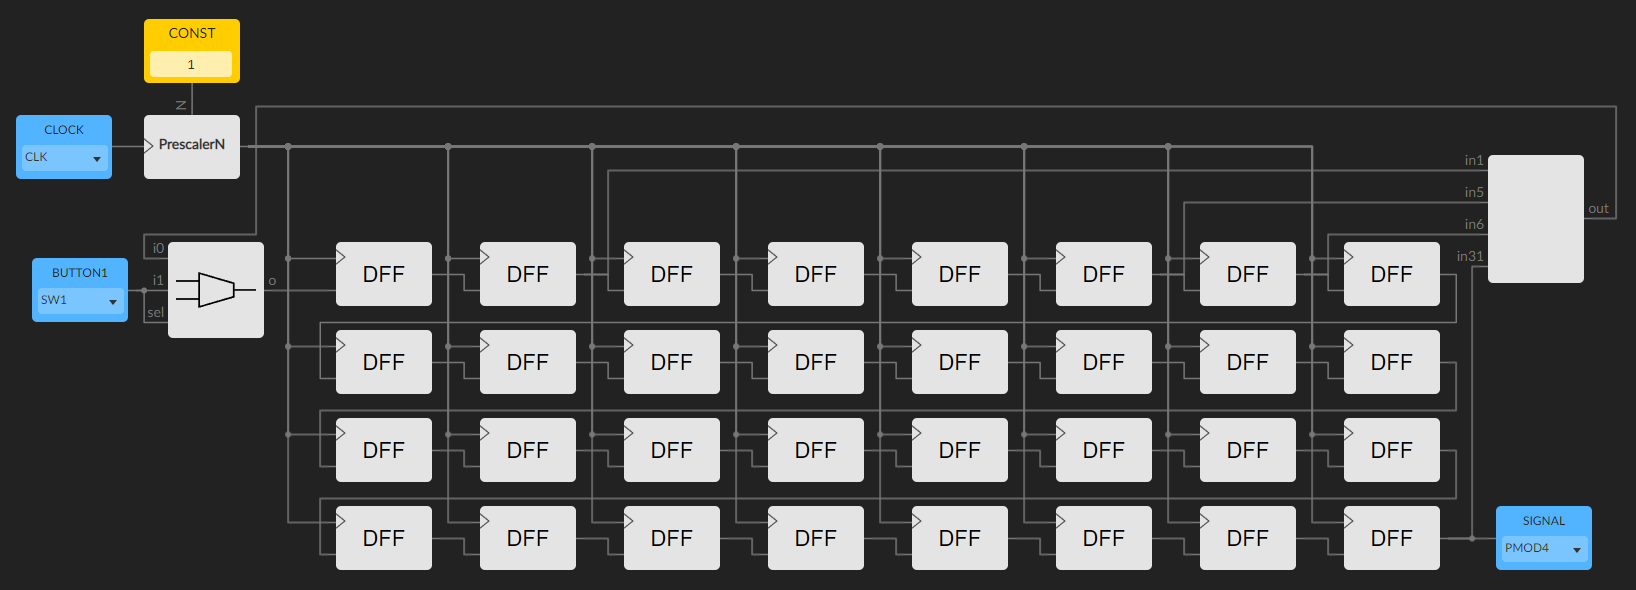 CONST
1
N
CLOCK
CLK
PrescalerN
in1
in5
out
in6
i0
in31
BUTTON1
SW1
i1
o
sel
DFF DFF DFF DFF DFF DFF DFF DFF
DFF DFF DFF DFF DFF DFF DFF DFF
DFF DFF DFF DFF DFF DFF DFF DFF
DFF DFF DFF DFF DFF DFF DFF DFF
SIGNAL
PMOD4